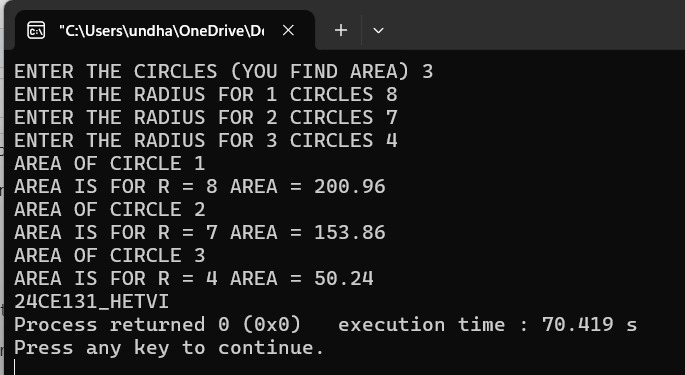 "C:\Users\undha\OneDrive\De
ENTER THE CIRCLES (YOU FIND AREA) 3
ENTER THE RADIUS FOR 1 CIRCLES 8
ENTER THE RADIUS FOR 2 CIRCLES 7
ENTER THE RADIUS FOR 3 CIRCLES 4
AREA OF CIRCLE 1
AREA IS FOR R = 8 AREA = 200.96
AREA OF CIRCLE 2
AREA IS FOR R = 7 AREA = 153.86
AREA OF CIRCLE 3
AREA IS FOR R = 4 AREA = 50.24
24CE131_HETVI
Process returned 0 (0x0)   execution time : 70.419 s
Press any key to continue.